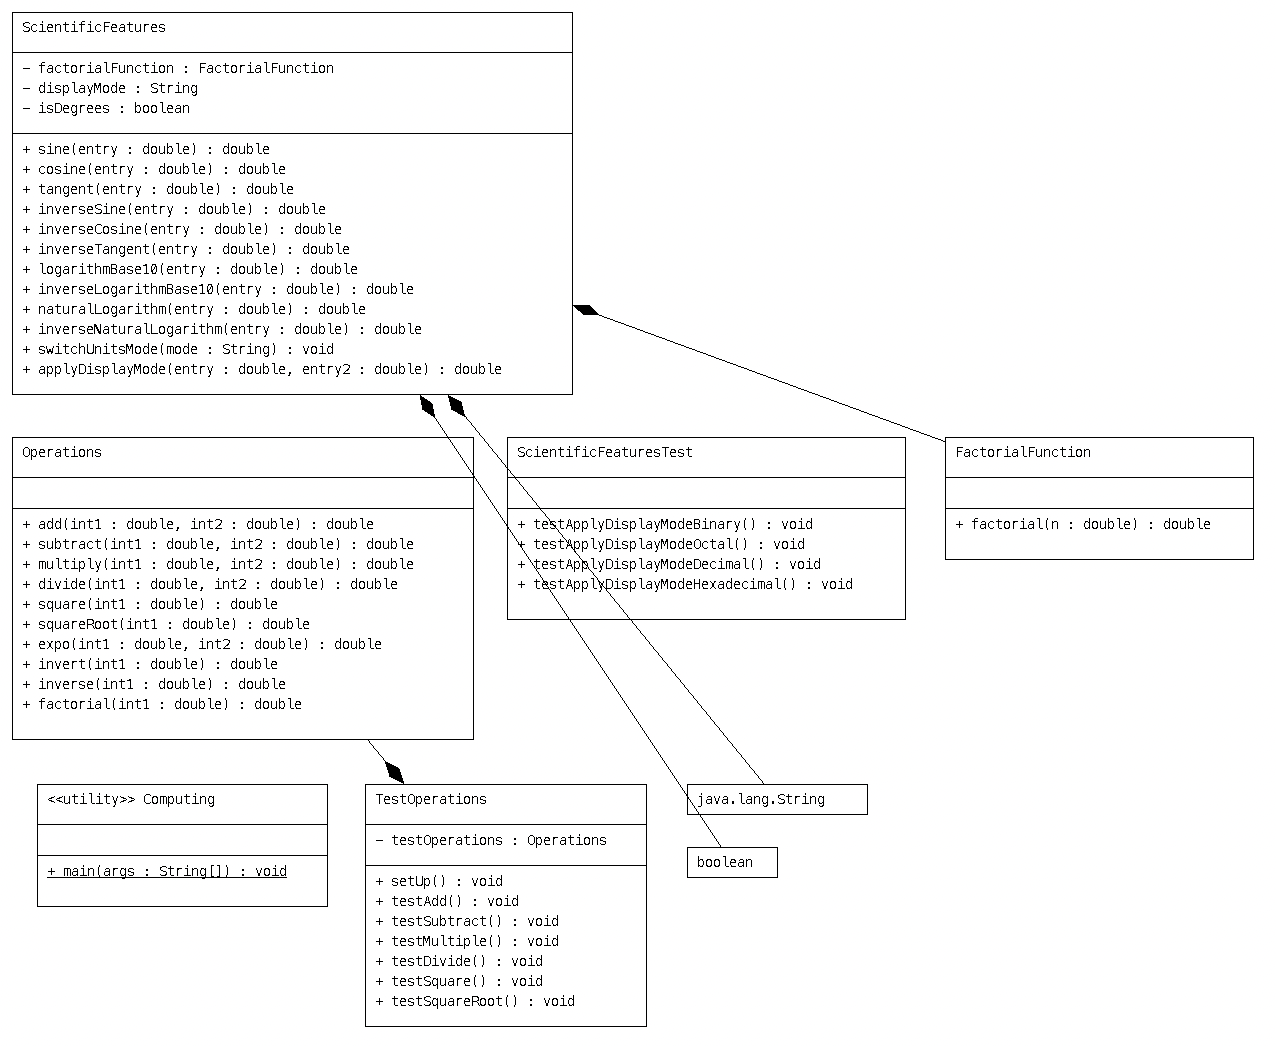 ScientificFeatures
- factorialFunction : FactorialFunction
- displayMode : String
- isDegrees : boolean
+ sine(entry : double) : double
+ cosine(entry : double) : double
+ tangent(entry : double) : double
+ inverseSine(entry : double) : double
+ inverseCosine(entry : double) : double
+ inverseTangent(entry : double) : double
+ logarithmBase10(entry : double) : double
+ inverseLogarithmBase10(entry : double) : double
+ naturalLogarithm(entry : double) : double
+ inverseNaturalLogarithm(entry : double) : double
+ switchUnitsMode(mode : String) : void
+ applyDisplayMode(entry : double, entry2 : double) : double
Operations
+ add(int1 : double, int2 : double) : double
+ subtract(int1 : double, int2 : double) : double
+ multiply(int1 : double, int2 : double) : double
+ divide(int1 : double, int2 : double) : double
+ square(int1 : double) : double
+ squareRoot(int1 : double) : double
+ expo(int1 : double, int2 : double) : double
+ invert(int1 : double) : double
+ inverse(int1 : double) : double
+ factorial(int1 : double) : double
ScientificFeaturesTest
+ testApplyDisplayModeBinary() : void
+ testApplyDisplayModeOctal() : void
+ testApplyDisplayModeDecimal() : void
+ testApplyDisplayModeHexadecimal() : void
FactorialFunction
+ factorial(n : double) : double
<<utility>> Computing
+ main(args : String[]) : void
TestOperations
- testOperations : Operations
+ setUp() : void
+ testAdd() : void
+ testSubtract() : void
+ testMultiple() : void
+ testDivide() : void
+ testSquare() : void
+ testSquareRoot() : void
java.lang.String
boolean